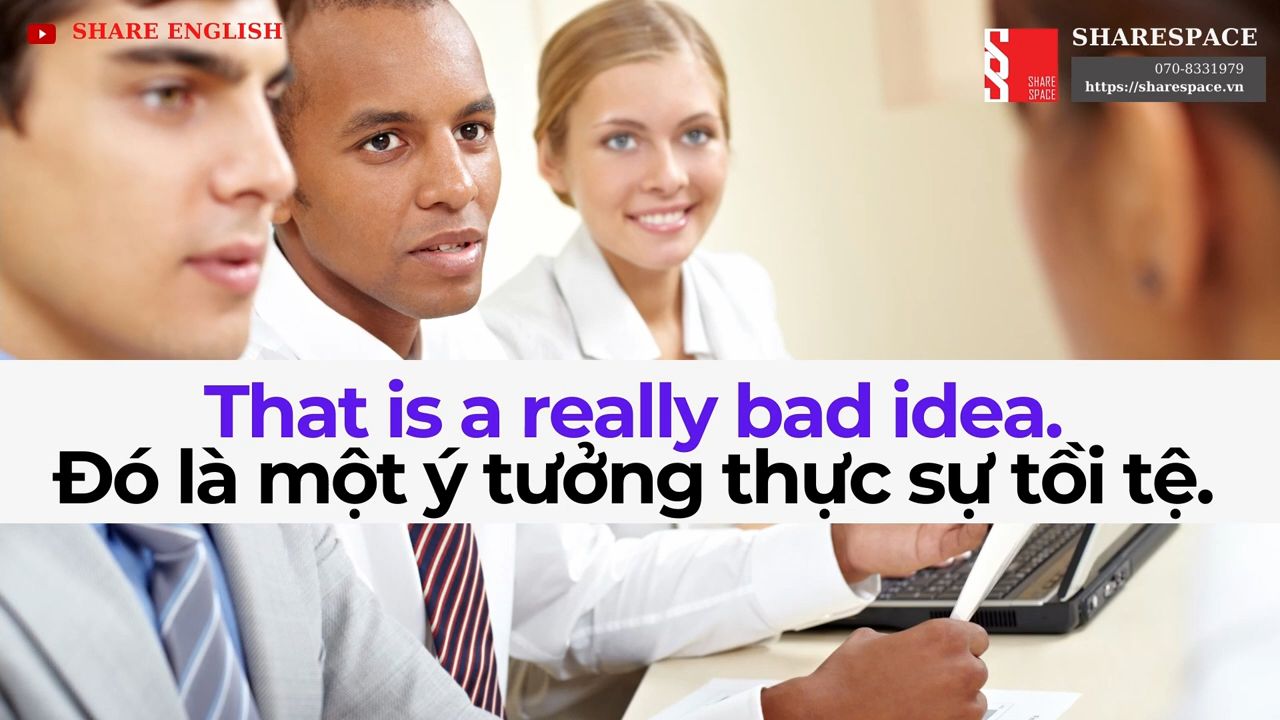 SHARE ENGLISH
SHARE
SPACE
SHARESPACE
070-8331979
https://sharespace.vn
That is a really bad idea.
Đó là một ý tưởng thực sự tồi tệ.